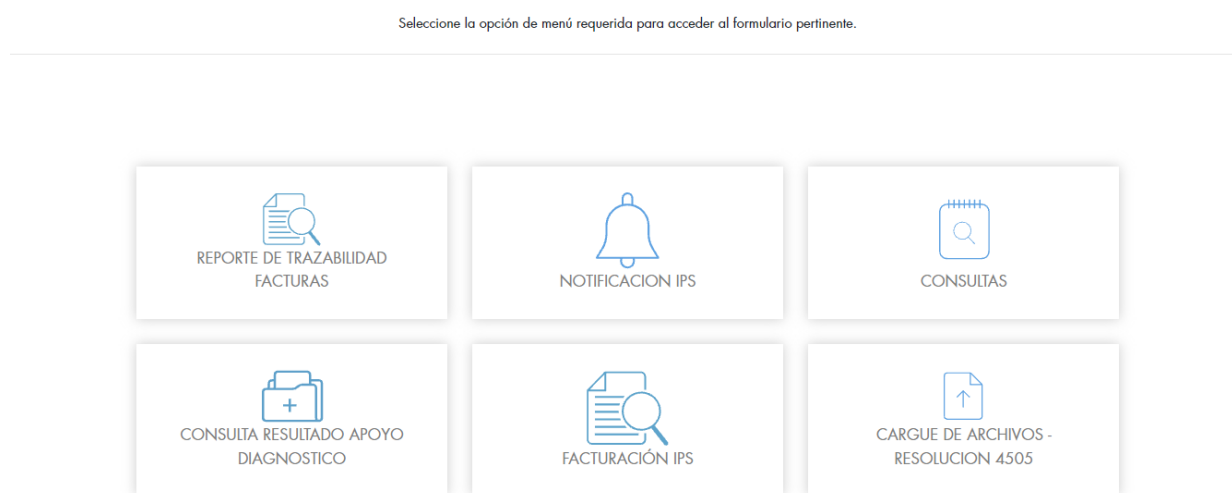 Seleccione la opción de menú requerida para acceder al formulario pertinente.
REPORTE DE TRAZABILIDAD
FACTURAS
NOTIFICACION IPS
CONSULTAS
CONSULTA RESULTADO APOYO
DIAGNOSTICO
FACTURACIÓN IPS
CARGUE DE ARCHIVOS -
RESOLUCION 4505